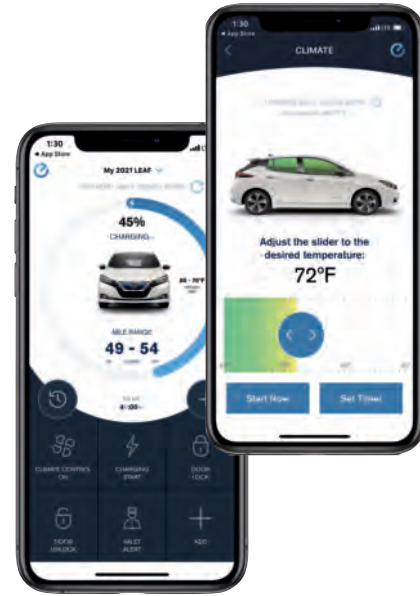 1:30
App Store
My 2021 LEAF
45%
CHARGING
MILE RANGE
49 - 54
CLIMATE CONTROL
ON
CHARGING
START
DOOR
LOCK
DOOR
UNLOCK
VALET
ALERT
ADD
1:30
App Store
LTE
CLIMATE
Adjust the slider to the
desired temperature:
72°F
Start Now
Set Timer